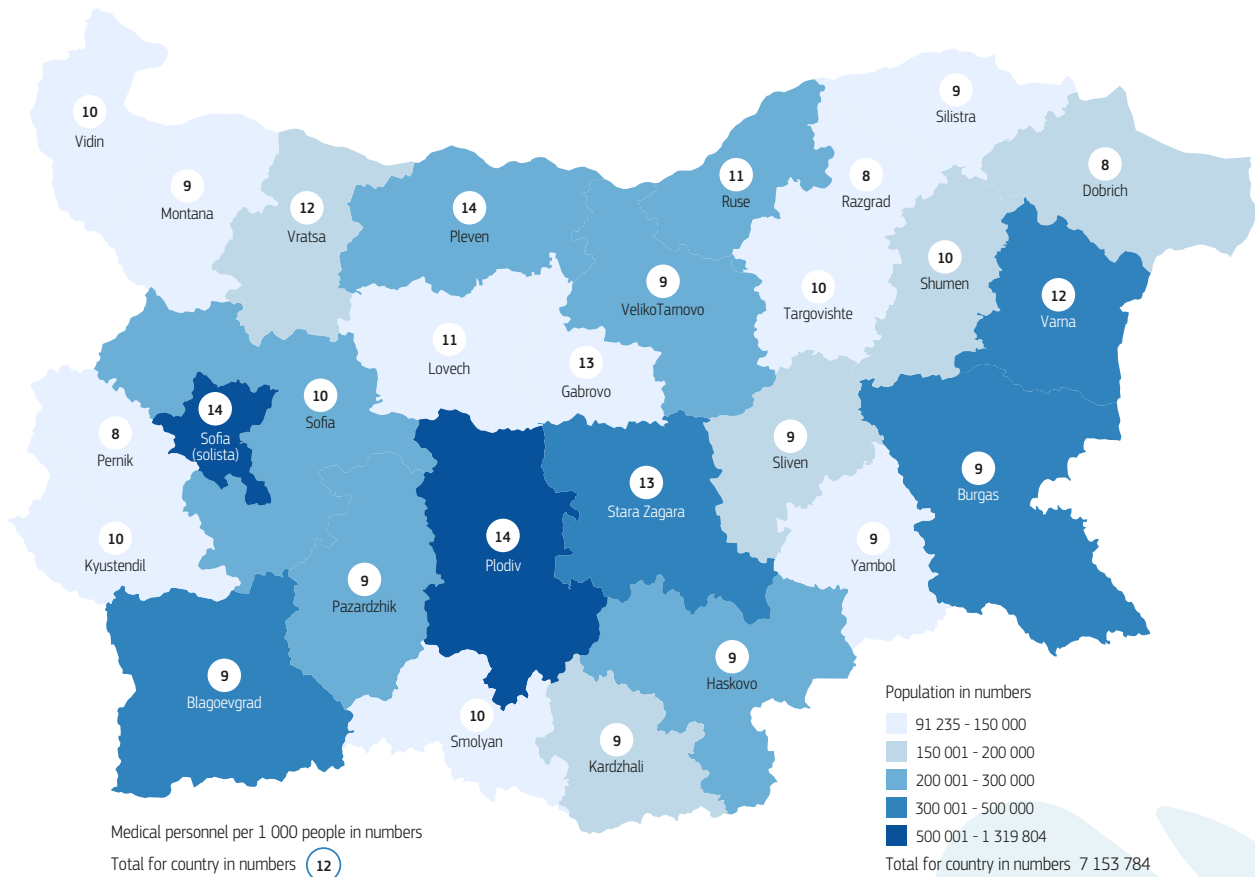 10
Vidin
9
Montana
12
Vratsa
14
Pleven
11
Ruse
9
Silistra
8
Razgrad
8
Dobrich
9
VelikoTarnovo
10
Targovishte
10
Shumen
12
Varna
11
Lovech
13
Gabrovo
10
Sofia
14
Sofia
(solista)
8
Pernik
10
Kyustendil
9
Pazardzhik
14
Plodiv
13
Stara Zagara
9
Sliven
9
Burgas
9
Yambol
9
Blagoevgrad
10
Smolyan
9
Kardzhali
9
Haskovo
Population in numbers
91 235 - 150 000
150 001 - 200 000
200 001 - 300 000
300 001 - 500 000
500 001 - 1 319 804
Total for country in numbers 7 153 784
Medical personnel per 1 000 people in numbers
Total for country in numbers 12